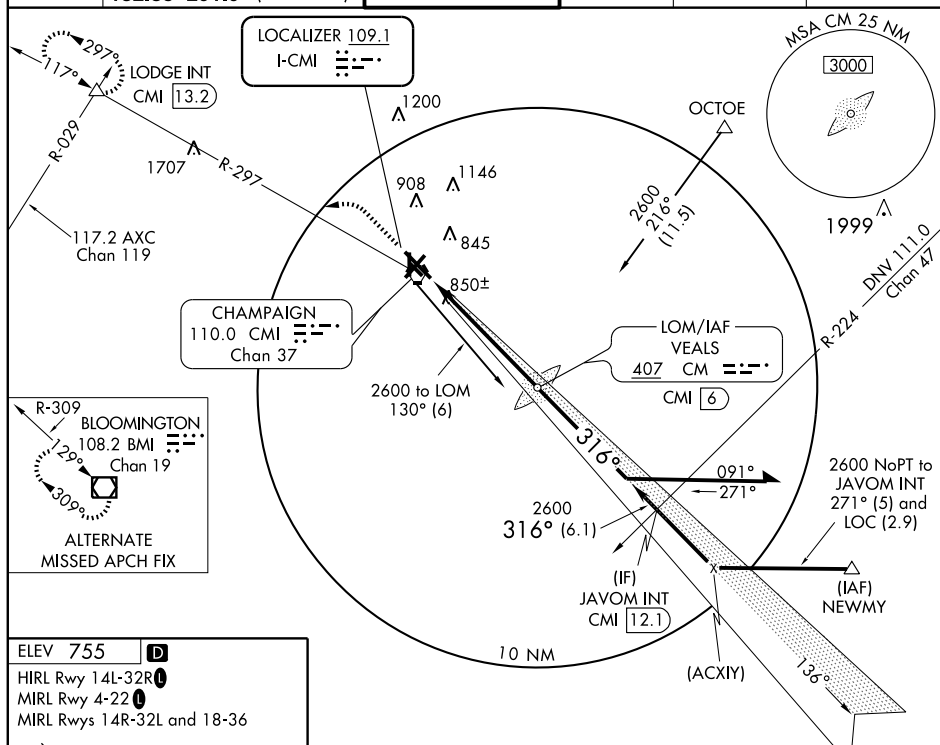 LOCALIZER 109.1
I-CMI
MSA CM 25 NM
3000
297°
117°
LODGE INT
CMI 13.2
1200
OCTOE
R-029
1707
R-297
908
1146
2600
216°
(11.5)
1999
845
117.2 AXC
Chan 119
DNV 111.0
Chan 47
850±
CHAMPAIGN
110.0 CMI
Chan 37
R-224
LOM/IAF
VEALS
407 CM
CMI 6
2600 to LOM
130° (6)
R-309
BLOOMINGTON
108.2 BMI
Chan 19
129°
309°
ALTERNATE
MISSED APCH FIX
316°
091°
271°
2600 NoPT to
JAVOM INT
271° (5) and
LOC (2.9)
2600
316° (6.1)
(IF)
JAVOM INT
CMI 12.1
(IAF)
NEWMY
(ACXIY)
10 NM
136°
ELEV 755 D
HIRL Rwy 14L-32R L
MIRL Rwy 4-22 L
MIRL Rwys 14R-32L and 18-36